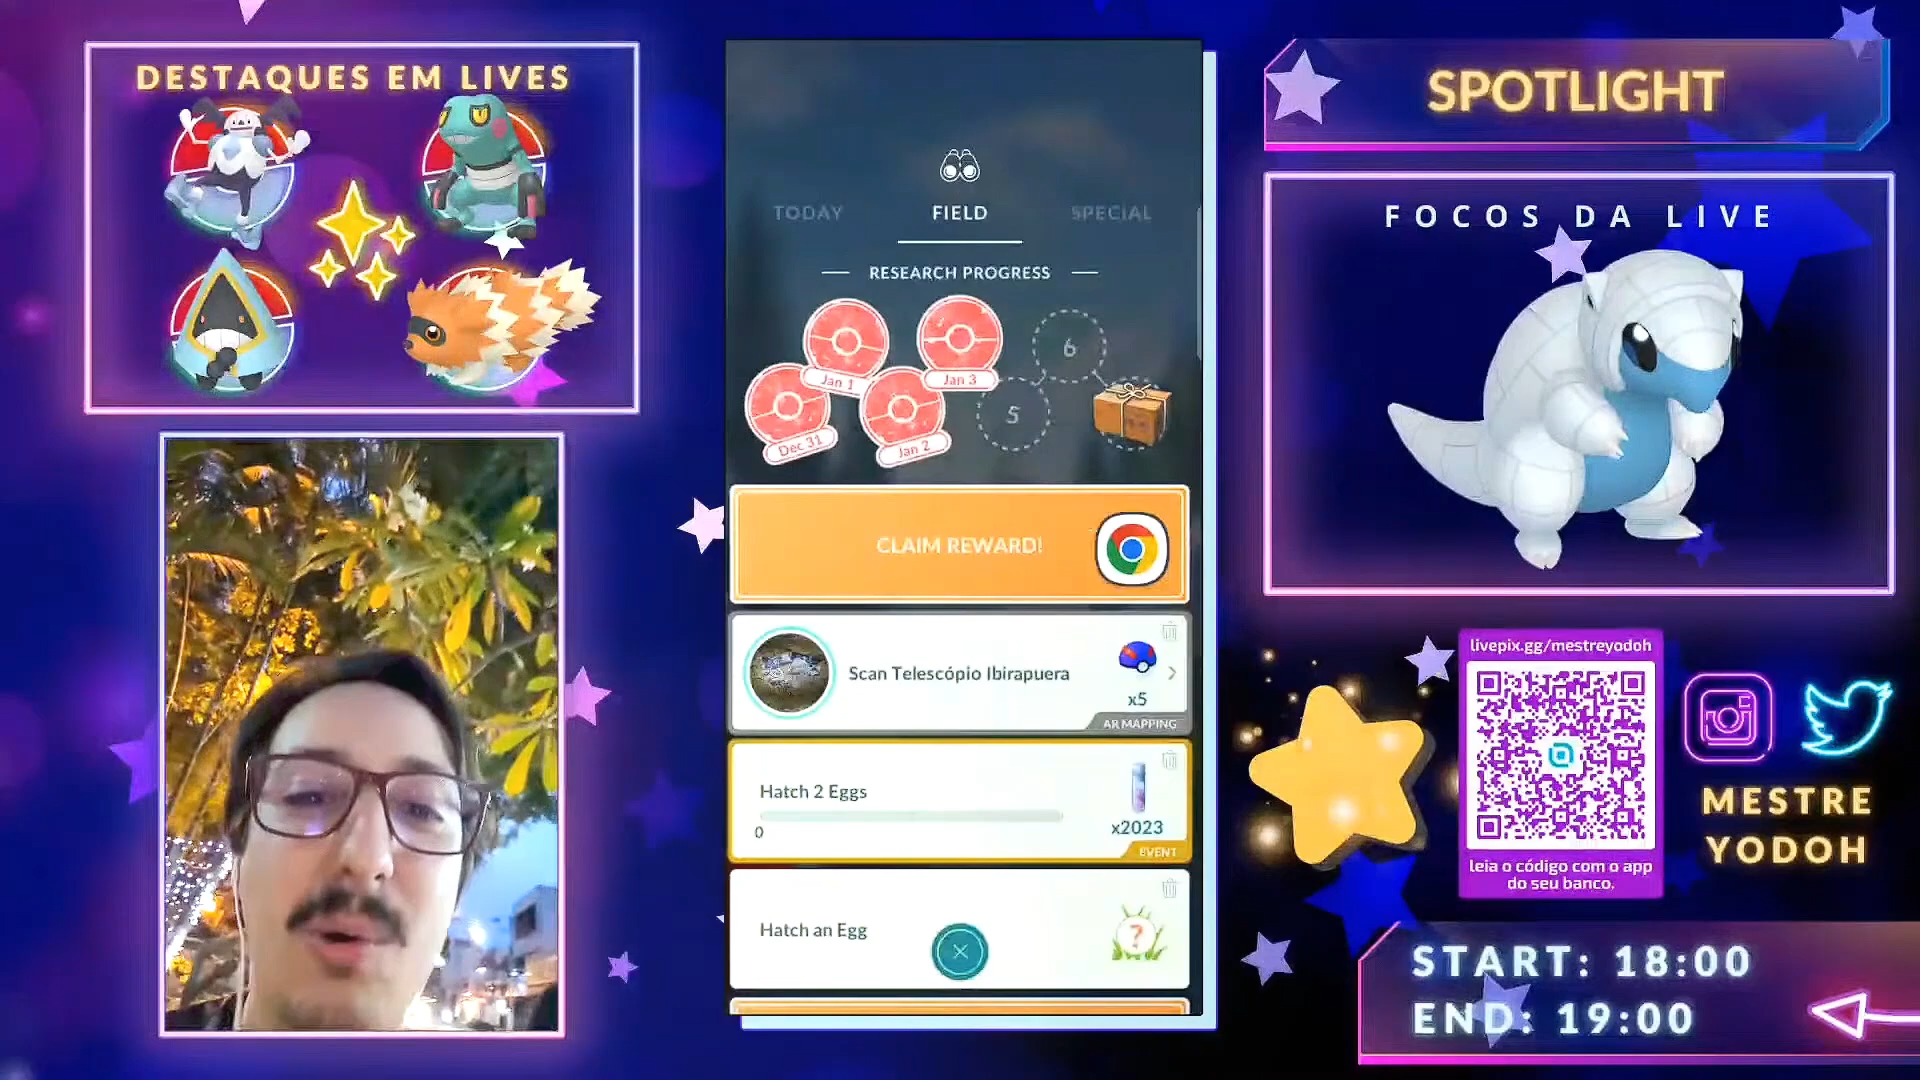 DESTAQUES EM LIVES
TODAY
FIELD
SPECIAL
RESEARCH PROGRESS
Jan 1
Jan 3
6
Dec 31
Jan 2
5
CLAIM REWARD!
Scan Telescópio Ibirapuera
x5
AR MAPPING
Hatch 2 Eggs
0
x2023
EVENT
Hatch an Egg
?
SPOTLIGHT
FOCOS DA LIVE
livepix.gg/mestreyodoh
leia o código com o app
do seu banco.
MESTRE
YODOH
START: 18:00
END: 19:00